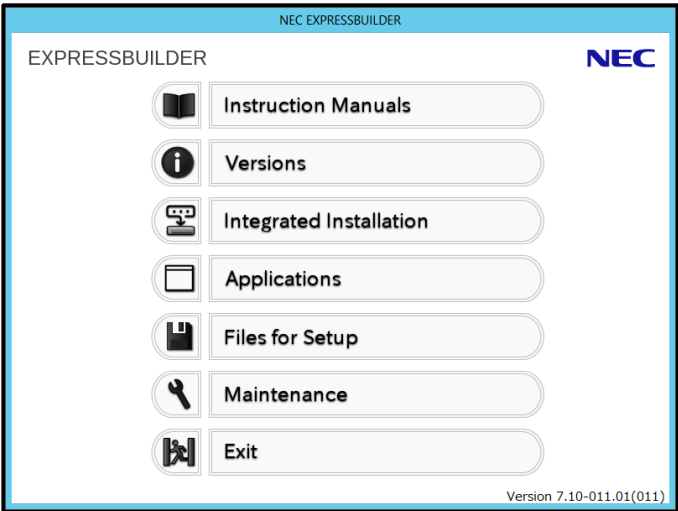 NEC EXPRESSBUILDER
EXPRESSBUILDER
NEC
Instruction Manuals
Versions
Integrated Installation
Applications
Files for Setup
Maintenance
Exit
Version 7.10-011.01(011)